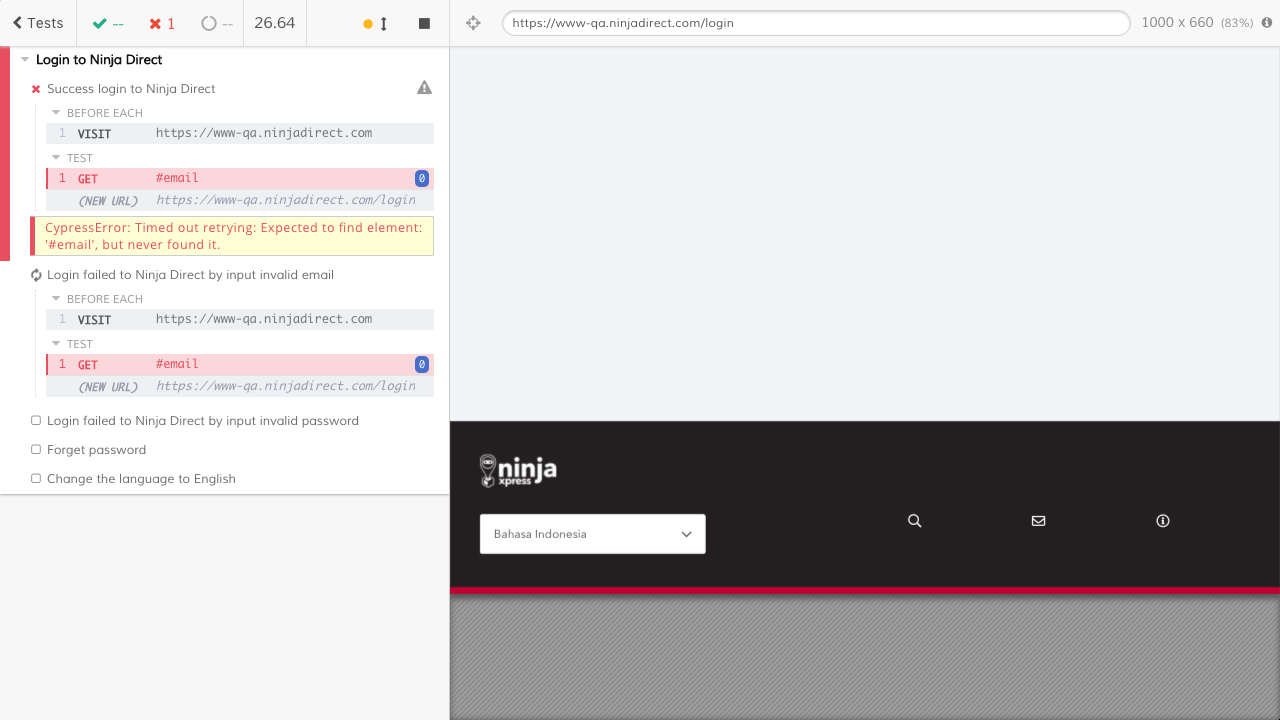 Tests
--
1
--
26.64
https://www-qa.ninjadirect.com/login
1000 x 660 (83%)
Login to Ninja Direct
Success login to Ninja Direct
BEFORE EACH
1 VISIT https://www-qa.ninjadirect.com
TEST
1 GET #email 0
(NEW URL) https://www-qa.ninjadirect.com/login
CypressError: Timed out retrying: Expected to find element:
'#email', but never found it.
Login failed to Ninja Direct by input invalid email
BEFORE EACH
1 VISIT https://www-qa.ninjadirect.com
TEST
1 GET #email 0
(NEW URL) https://www-qa.ninjadirect.com/login
Login failed to Ninja Direct by input invalid password
Forget password
Change the language to English
ninja
xpress
Bahasa Indonesia